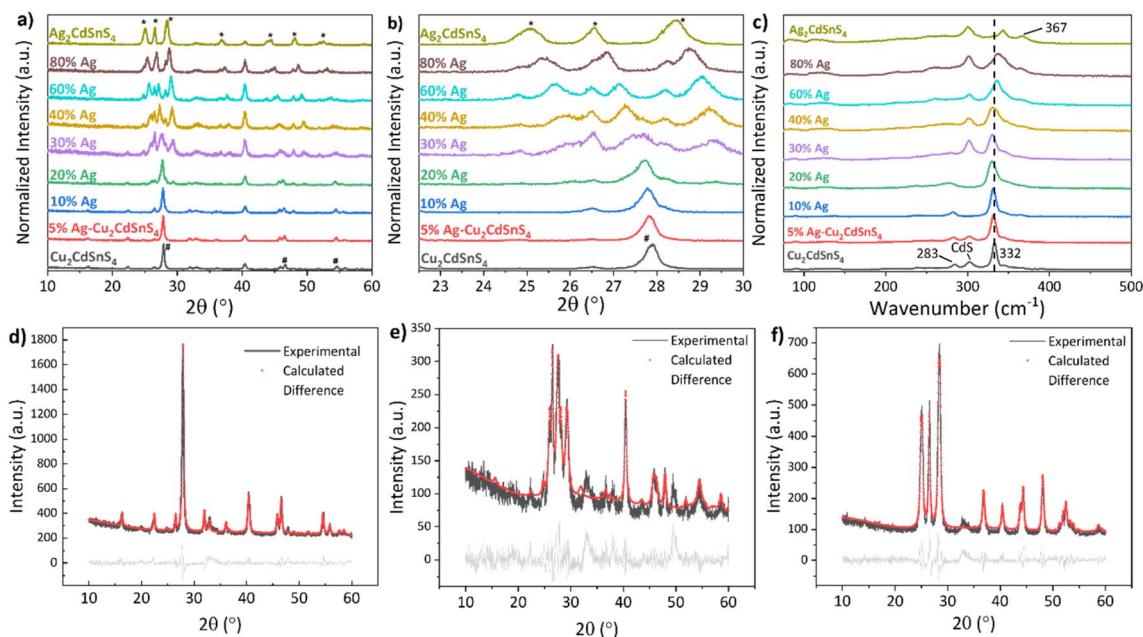 a)
Normalized Intensity (a.u.)
* * * * * *
Ag₂CdSnS₄
80% Ag
60% Ag
40% Ag
30% Ag
20% Ag
10% Ag
5% Ag-Cu₂CdSnS₄
Cu₂CdSnS₄
# # #
10 20 30 40 50 60
2θ (°)
b)
Normalized Intensity (a.u.)
* * *
Ag₂CdSnS₄
80% Ag
60% Ag
40% Ag
30% Ag
20% Ag
10% Ag
5% Ag-Cu₂CdSnS₄
#
Cu₂CdSnS₄
23 24 25 26 27 28 29 30
2θ (°)
c)
Normalized Intensity (a.u.)
Ag₂CdSnS₄
367
80% Ag
60% Ag
40% Ag
30% Ag
20% Ag
10% Ag
5% Ag-Cu₂CdSnS₄
CdS
283
332
Cu₂CdSnS₄
100 200 300 400 500
Wavenumber (cm⁻¹)
d)
Intensity (a.u.)
1800
1600
1400
1200
1000
800
600
400
200
0
Experimental
Calculated
Difference
10 20 30 40 50 60
2θ (°)
e)
Intensity (a.u.)
350
300
250
200
150
100
50
0
Experimental
Calculated
Difference
10 20 30 40 50 60
2θ (°)
f)
Intensity (a.u.)
700
600
500
400
300
200
100
0
Experimental
Calculated
Difference
10 20 30 40 50 60
2θ (°)